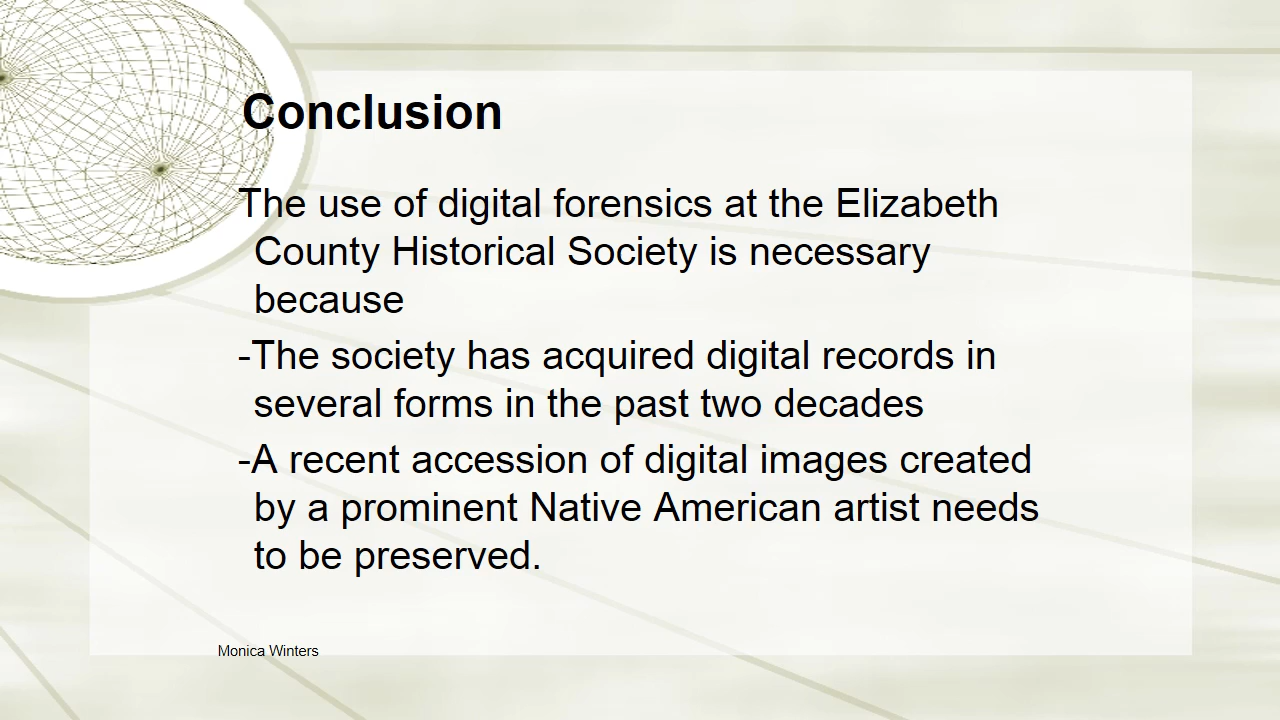 Conclusion
The use of digital forensics at the Elizabeth
County Historical Society is necessary
because
-The society has acquired digital records in
several forms in the past two decades
-A recent accession of digital images created
by a prominent Native American artist needs
to be preserved.
Monica Winters